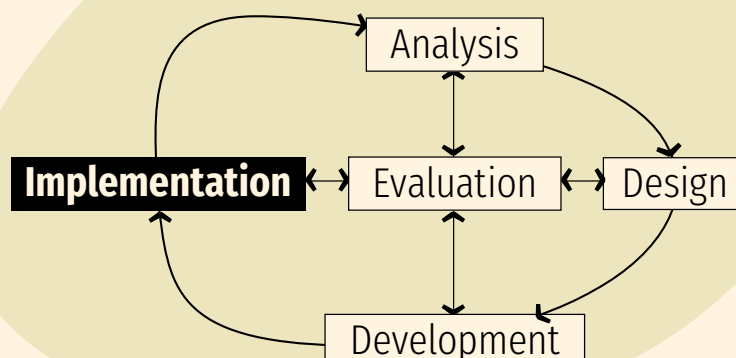 Analysis
Implementation
Evaluation
Design
Development